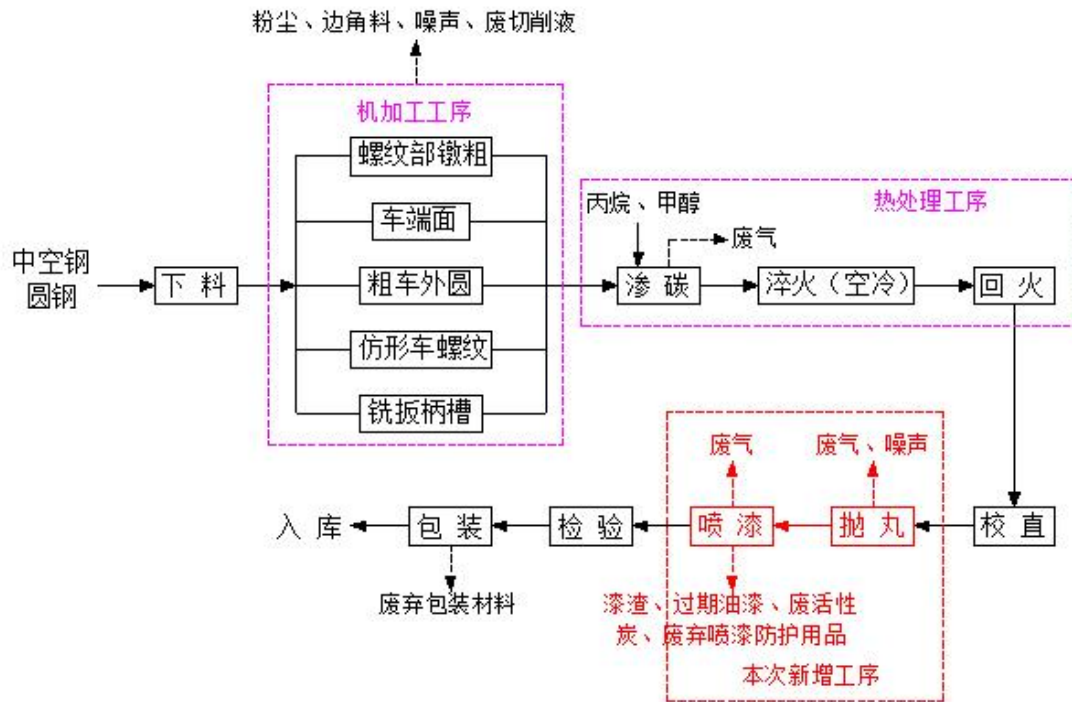 粉尘、边角料、噪声、废切削液
机加工工序
螺纹部镦粗
车端面
粗车外圆
仿形车螺纹
铣扳柄槽
中空钢
圆钢
下 料
热处理工序
丙烷、甲醇
废气
渗 碳
淬火（空冷）
回 火
校 直
废气、噪声
抛 丸
废气
喷 漆
漆渣、过期油漆、废活性
炭、废弃喷漆防护用品
本次新增工序
检 验
包 装
废弃包装材料
入 库